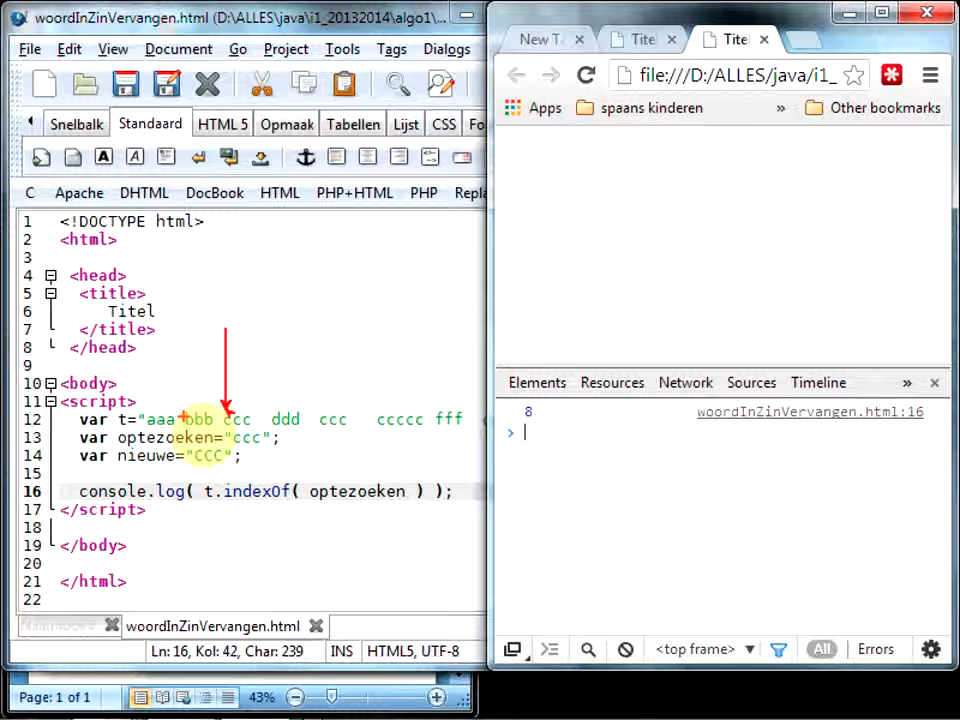 woordInZinVervangen.html (D:\ALLES\java\i1_20132014\algo1\...
File Edit View Document Go Project Tools Tags Dialogs
Snelbalk Standaard HTML 5 Opmaak Tabellen Lijst CSS Fo
C Apache DHTML DocBook HTML PHP+HTML PHP Repla
1 <!DOCTYPE html>
2 <html>
3
4 <head>
5 <title>
6 Titel
7 </title>
8 </head>
9
10 <body>
11 <script>
12 var t="aaa bbb ccc  ddd  ccc   ccccc fff
13 var optezoeken="ccc";
14 var nieuwe="CCC";
15
16 console.log( t.indexOf( optezoeken ) );
17 </script>
18
19 </body>
20
21 </html>
22
woordInZinVervangen.html
Ln: 16, Kol: 42, Char: 239 INS HTML5, UTF-8
Page: 1 of 1 43%
New T. Tite Tite
file:///D:/ALLES/java/i1_
Apps spaans kinderen » Other bookmarks
Elements Resources Network Sources Timeline »
8 woordInZinVervangen.html:16
>
<top frame> All Errors